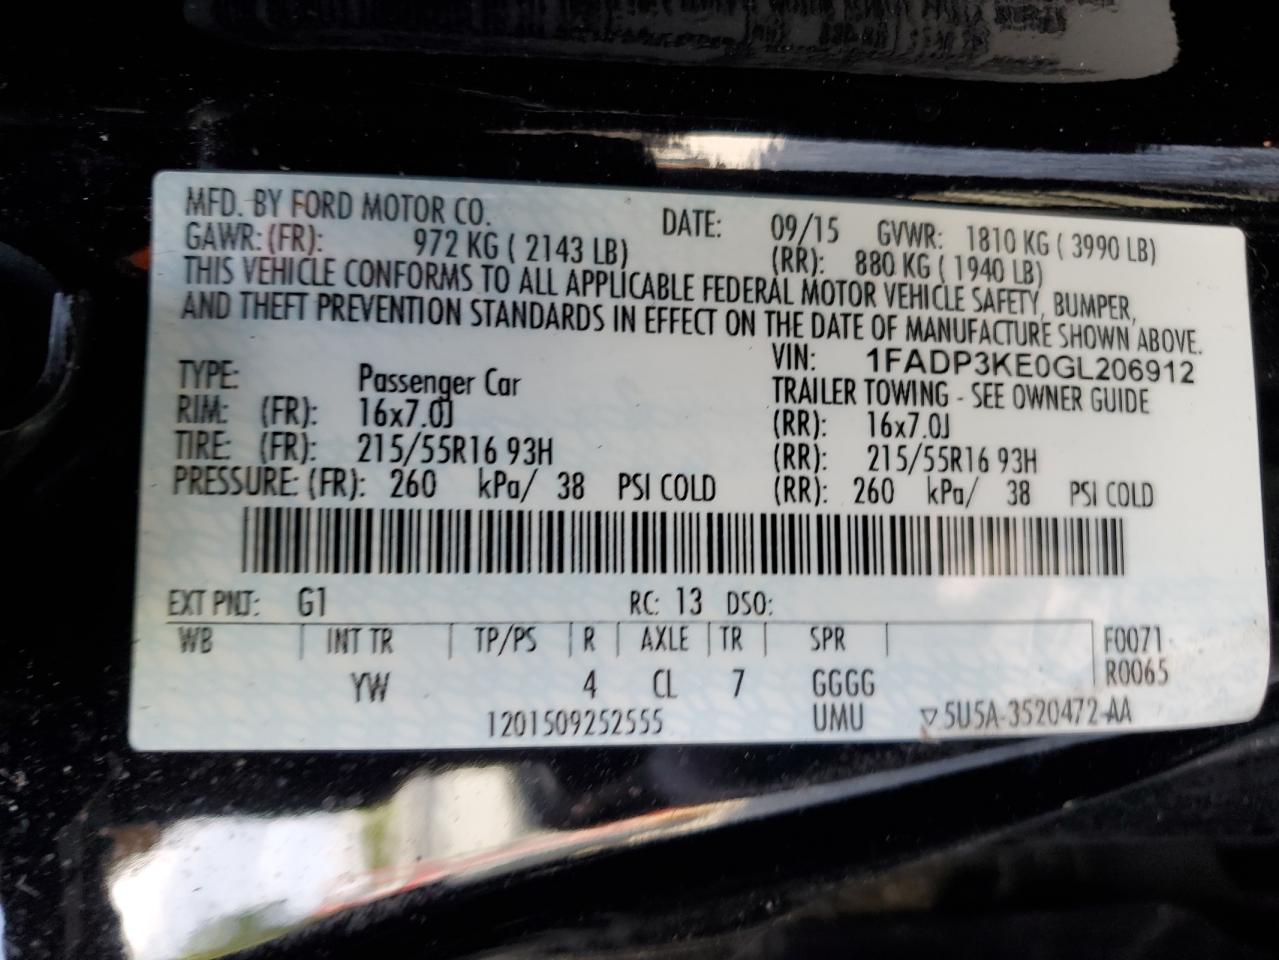 MFD. BY FORD MOTOR CO. DATE: 09/15 GVWR: 1810 KG ( 3990 LB)
GAWR: (FR): 972 KG ( 2143 LB) (RR): 880 KG ( 1940 LB)
THIS VEHICLE CONFORMS TO ALL APPLICABLE FEDERAL MOTOR VEHICLE SAFETY, BUMPER,
AND THEFT PREVENTION STANDARDS IN EFFECT ON THE DATE OF MANUFACTURE SHOWN ABOVE.
VIN: 1FADP3KE0GL206912
TYPE: Passenger Car TRAILER TOWING - SEE OWNER GUIDE
RIM: (FR): 16x7.0J (RR): 16x7.0J
TIRE: (FR): 215/55R16 93H (RR): 215/55R16 93H
PRESSURE: (FR): 260 kPa/ 38 PSI COLD (RR): 260 kPa/ 38 PSI COLD
EXT PNT: G1 RC: 13 DSO:
WB INT TR TP/PS R AXLE TR SPR F0071
YW 4 CL 7 GGGG R0065
1201509252555 UMU ▽5U5A-3520472-AA